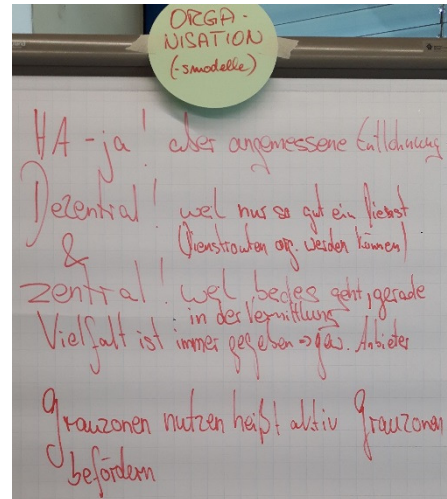 ORGA-
NISATION
(-smodelle)
HA - ja! aber angemessene Entlohnung
Dezentral! weil nur so gut ein Dienst
(Dienstrouten org. werden können)
&
zentral! weil beides geht, gerade
in der Vermittlung
Vielfalt ist immer gegeben → gew. Anbieter
Grauzonen nutzen heißt aktiv Grauzonen
befördern